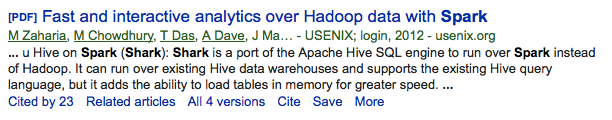 [PDF] Fast and interactive analytics over Hadoop data with Spark
M Zaharia, M Chowdhury, T Das, A Dave, J Ma… - USENIX; login, 2012 - usenix.org
... u Hive on Spark (Shark): Shark is a port of the Apache Hive SQL engine to run over Spark instead
of Hadoop. It can run over existing Hive data warehouses and supports the existing Hive query
language, but it adds the ability to load tables in memory for greater speed. ...
Cited by 23 Related articles All 4 versions Cite Save More